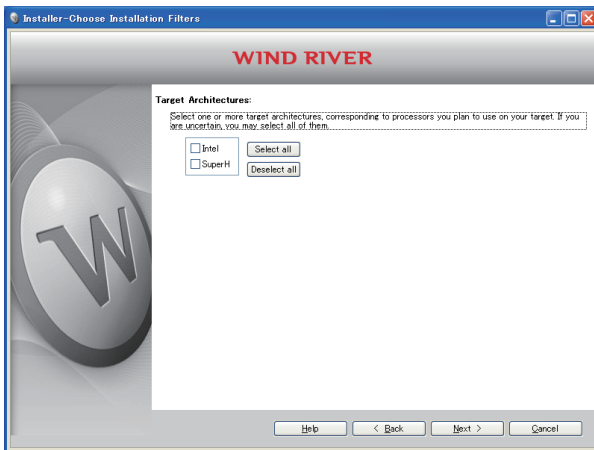 Installer-Choose Installation Filters
WIND RIVER
Target Architectures:
Select one or more target architectures, corresponding to processors you plan to use on your target. If you
are uncertain, you may select all of them.
Intel
Select all
SuperH
Deselect all
W
Help
< Back
Next >
Cancel